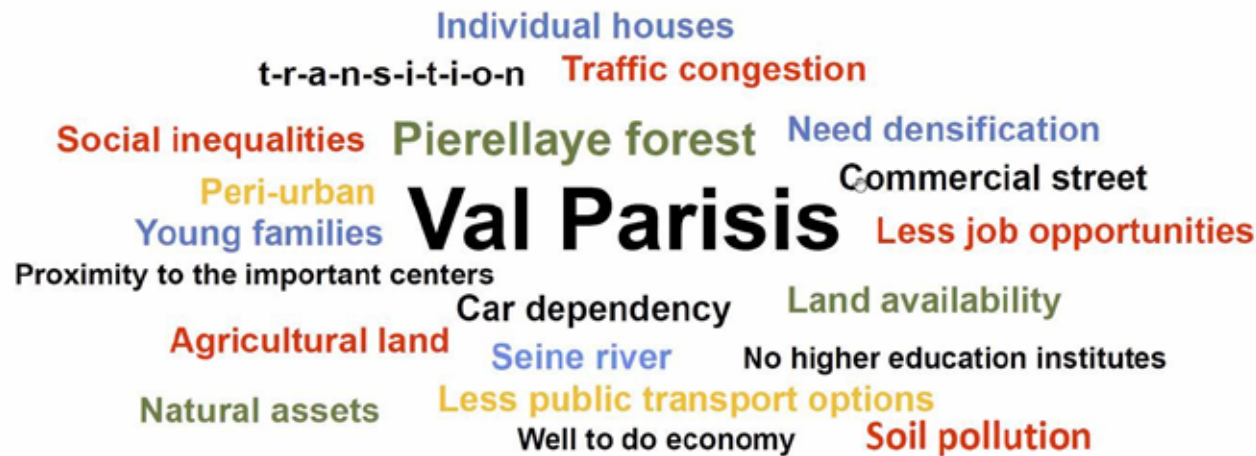 Individual houses
t-r-a-n-s-i-t-i-o-n Traffic congestion
Social inequalities Pierellaye forest Need densification
Commercial street
Peri-urban Val Parisis
Young families Less job opportunities
Proximity to the important centers
Car dependency Land availability
Agricultural land Seine river No higher education institutes
Natural assets Less public transport options
Well to do economy Soil pollution